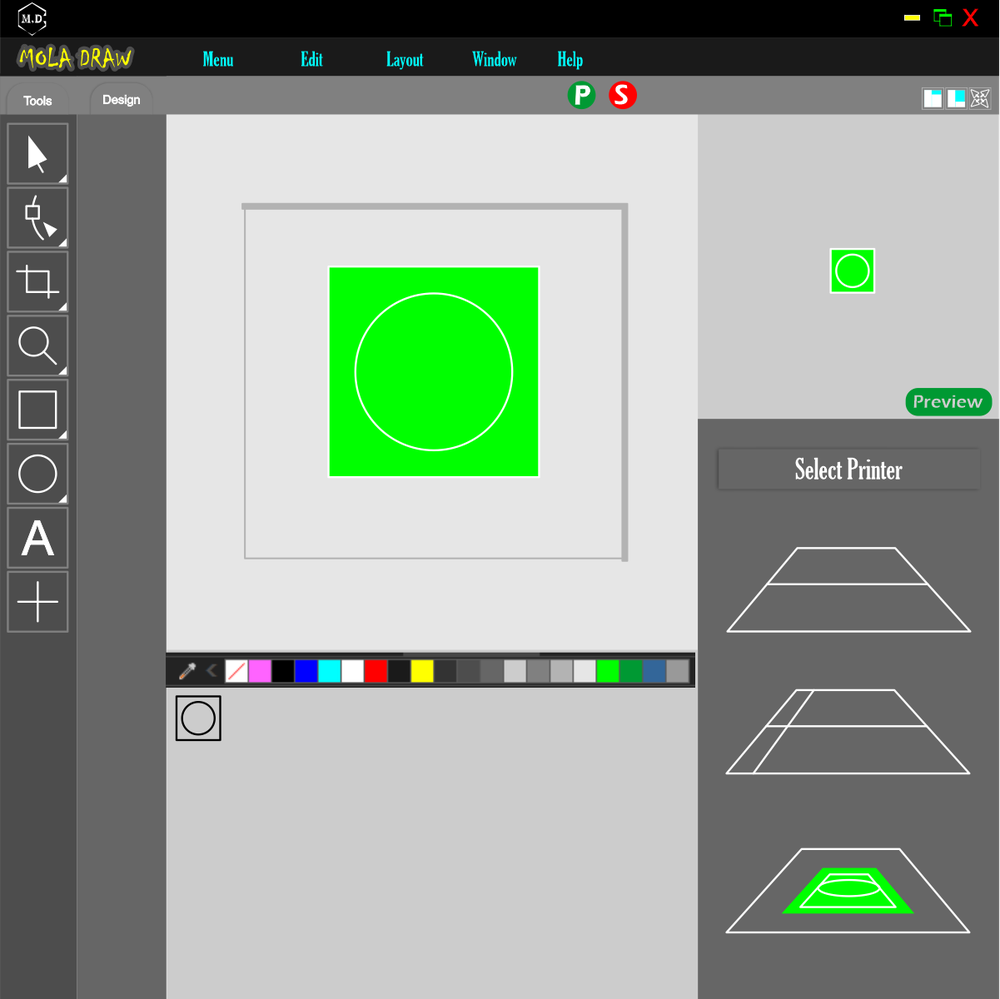 M.D
MOLA DRAW
Menu Edit Layout Window Help
Tools Design P S
A
Preview
Select Printer